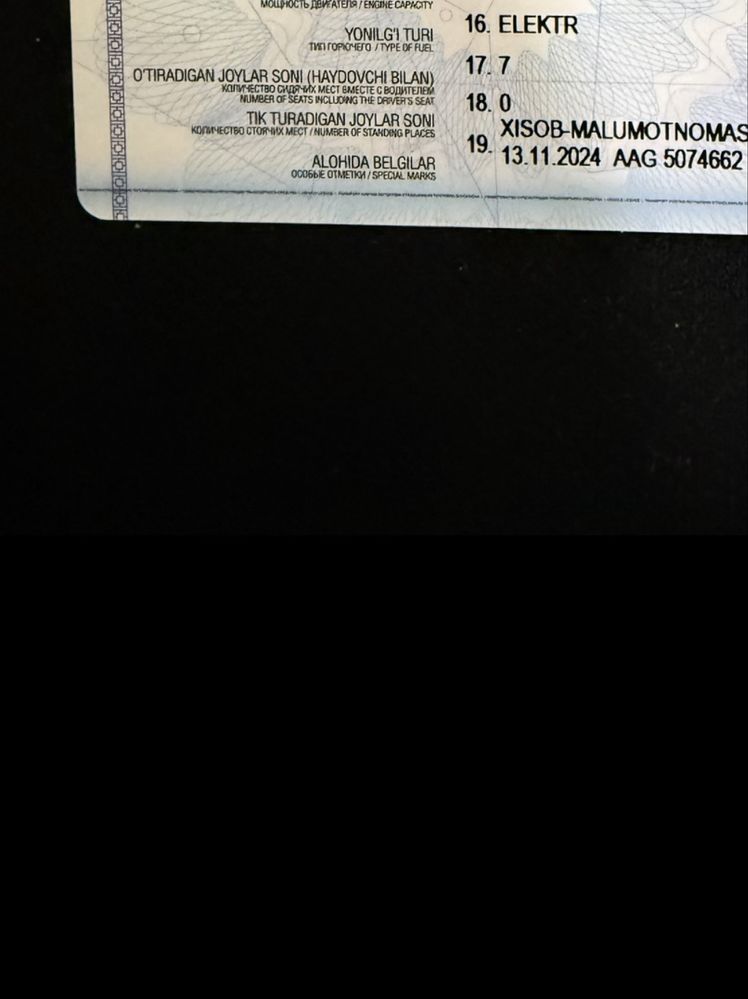 МОЩНОСТЬ ДВИГАТЕЛЯ / ENGINE CAPACITY
YONILG'I TURI
ТИП ГОРЮЧЕГО / TYPE OF FUEL
16. ELEKTR
O'TIRADIGAN JOYLAR SONI (HAYDOVCHI BILAN)
КОЛИЧЕСТВО СИДЯЧИХ МЕСТ ВМЕСТЕ С ВОДИТЕЛЕМ
NUMBER OF SEATS INCLUDING THE DRIVER'S SEAT
17. 7
TIK TURADIGAN JOYLAR SONI
КОЛИЧЕСТВО СТОЯЧИХ МЕСТ / NUMBER OF STANDING PLACES
18. 0
ALOHIDA BELGILAR
ОСОБЫЕ ОТМЕТКИ / SPECIAL MARKS
19. XISOB-MALUMOTNOMAS
13.11.2024 AAG 5074662